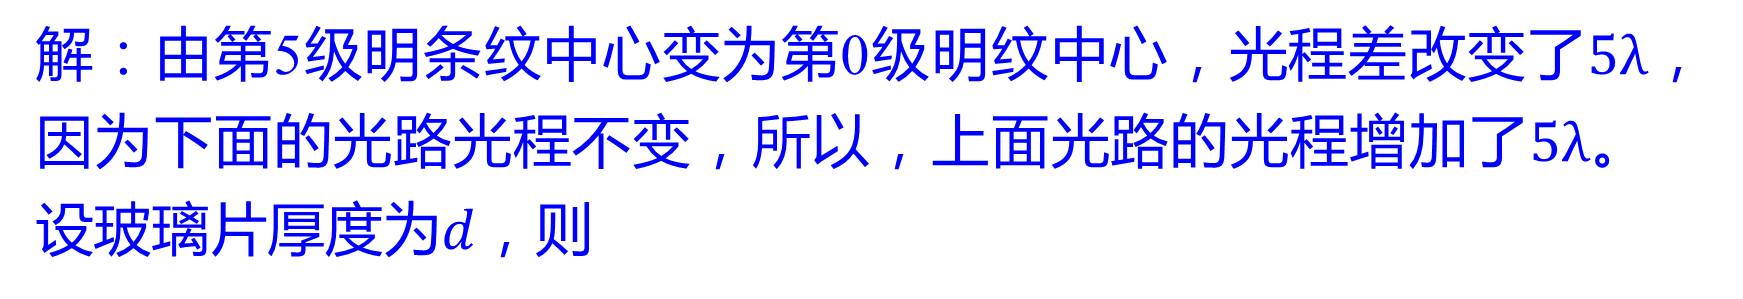 解：由第5级明条纹中心变为第0级明纹中心，光程差改变了5λ，
因为下面的光路光程不变，所以，上面光路的光程增加了5λ。
设玻璃片厚度为d，则